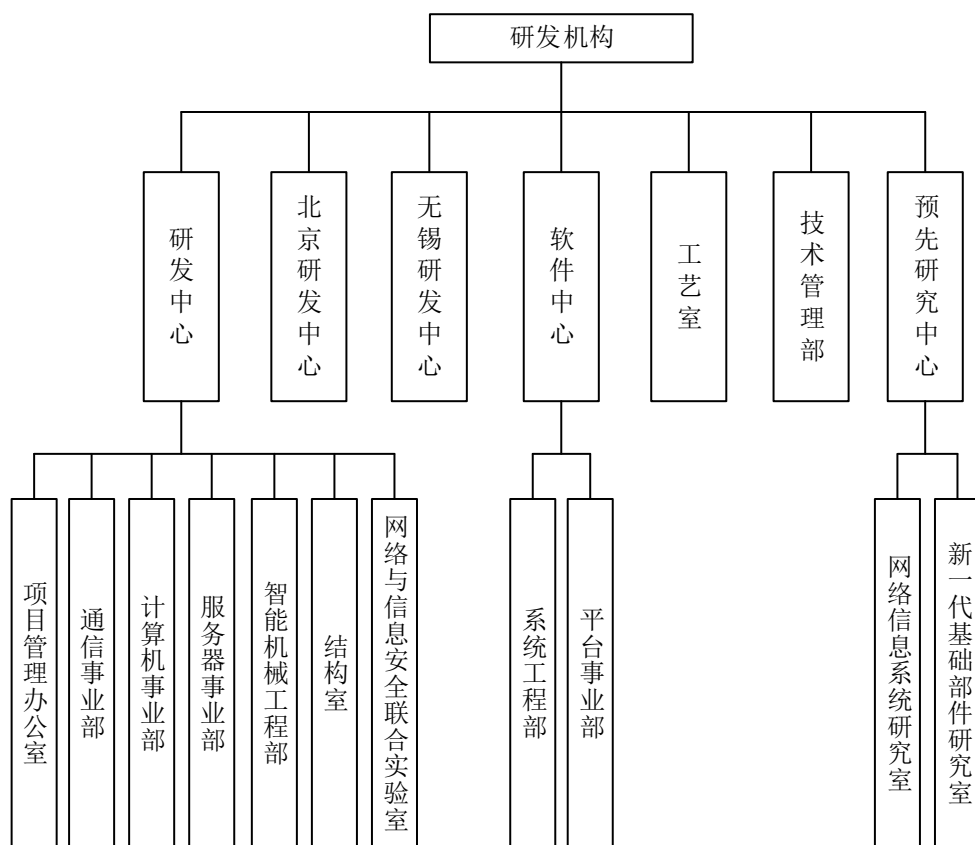 研发机构
研发中心
北京研发中心
无锡研发中心
软件中心
工艺室
技术管理部
预先研究中心
项目管理办公室
通信事业部
计算机事业部
服务器事业部
智能机械工程部
结构室
网络与信息安全联合实验室
系统工程部
平台事业部
网络信息系统研究室
新一代基础部件研究室